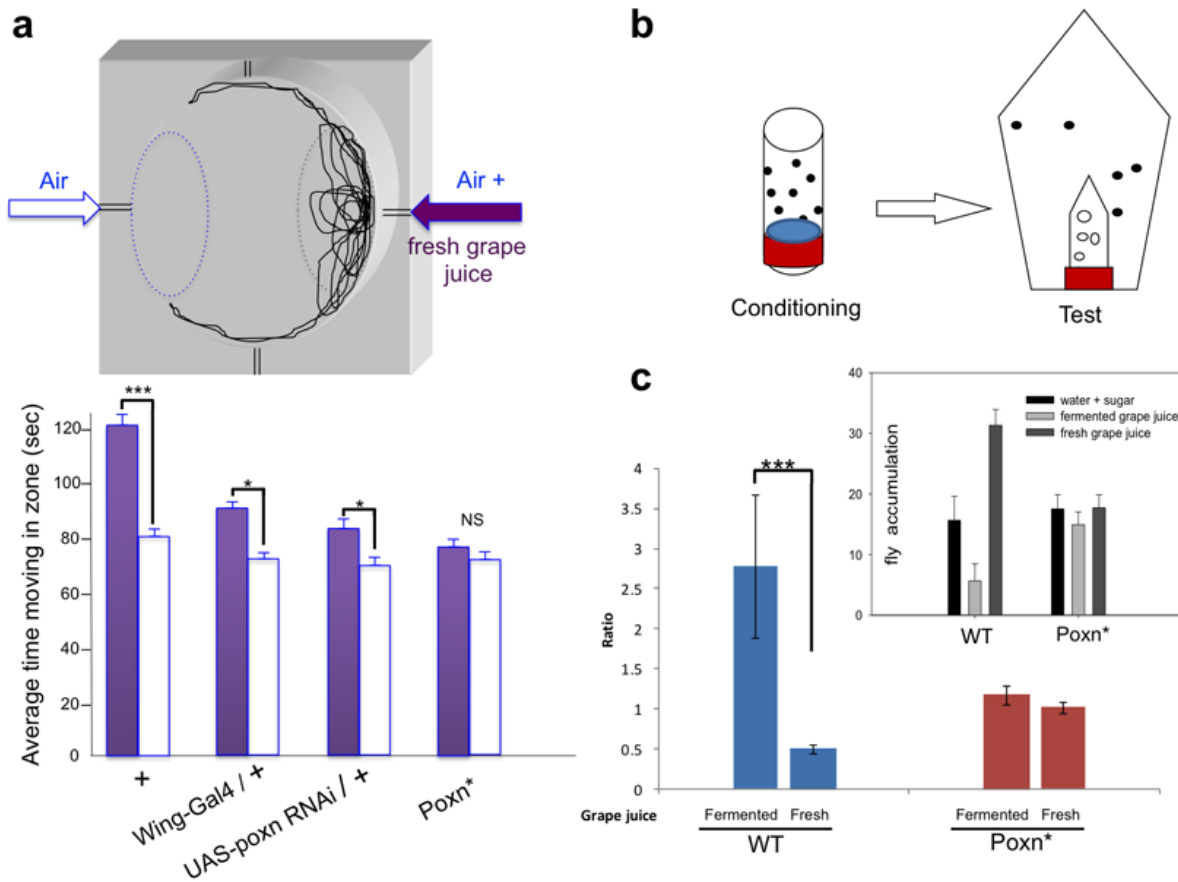 a
Air
Air +
fresh grape
juice
Average time moving in zone (sec)
120
100
80
60
40
20
0
***
*
*
NS
+
Wing-Gal4 / +
UAS-poxn RNAi / +
Poxn*
b
Conditioning
Test
c
Ratio
4
3.5
3
2.5
2
1.5
1
0.5
0
***
Grape juice
Fermented
Fresh
WT
Fermented
Fresh
Poxn*
fly accumulation
40
30
20
10
0
water + sugar
fermented grape juice
fresh grape juice
WT
Poxn*